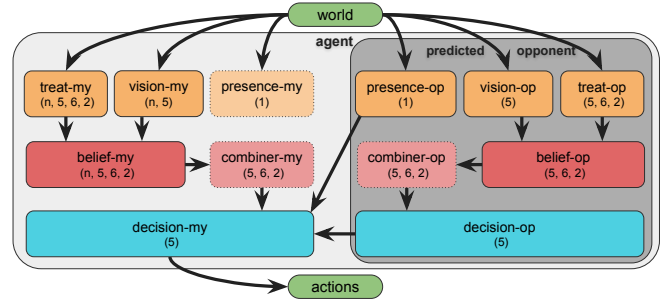 world
agent
predicted opponent
treat-my
(n, 5, 6, 2)
vision-my
(n, 5)
presence-my
(1)
presence-op
(1)
vision-op
(5)
treat-op
(5, 6, 2)
belief-my
(n, 5, 6, 2)
combiner-my
(5, 6, 2)
combiner-op
(5, 6, 2)
belief-op
(5, 6, 2)
decision-my
(5)
decision-op
(5)
actions